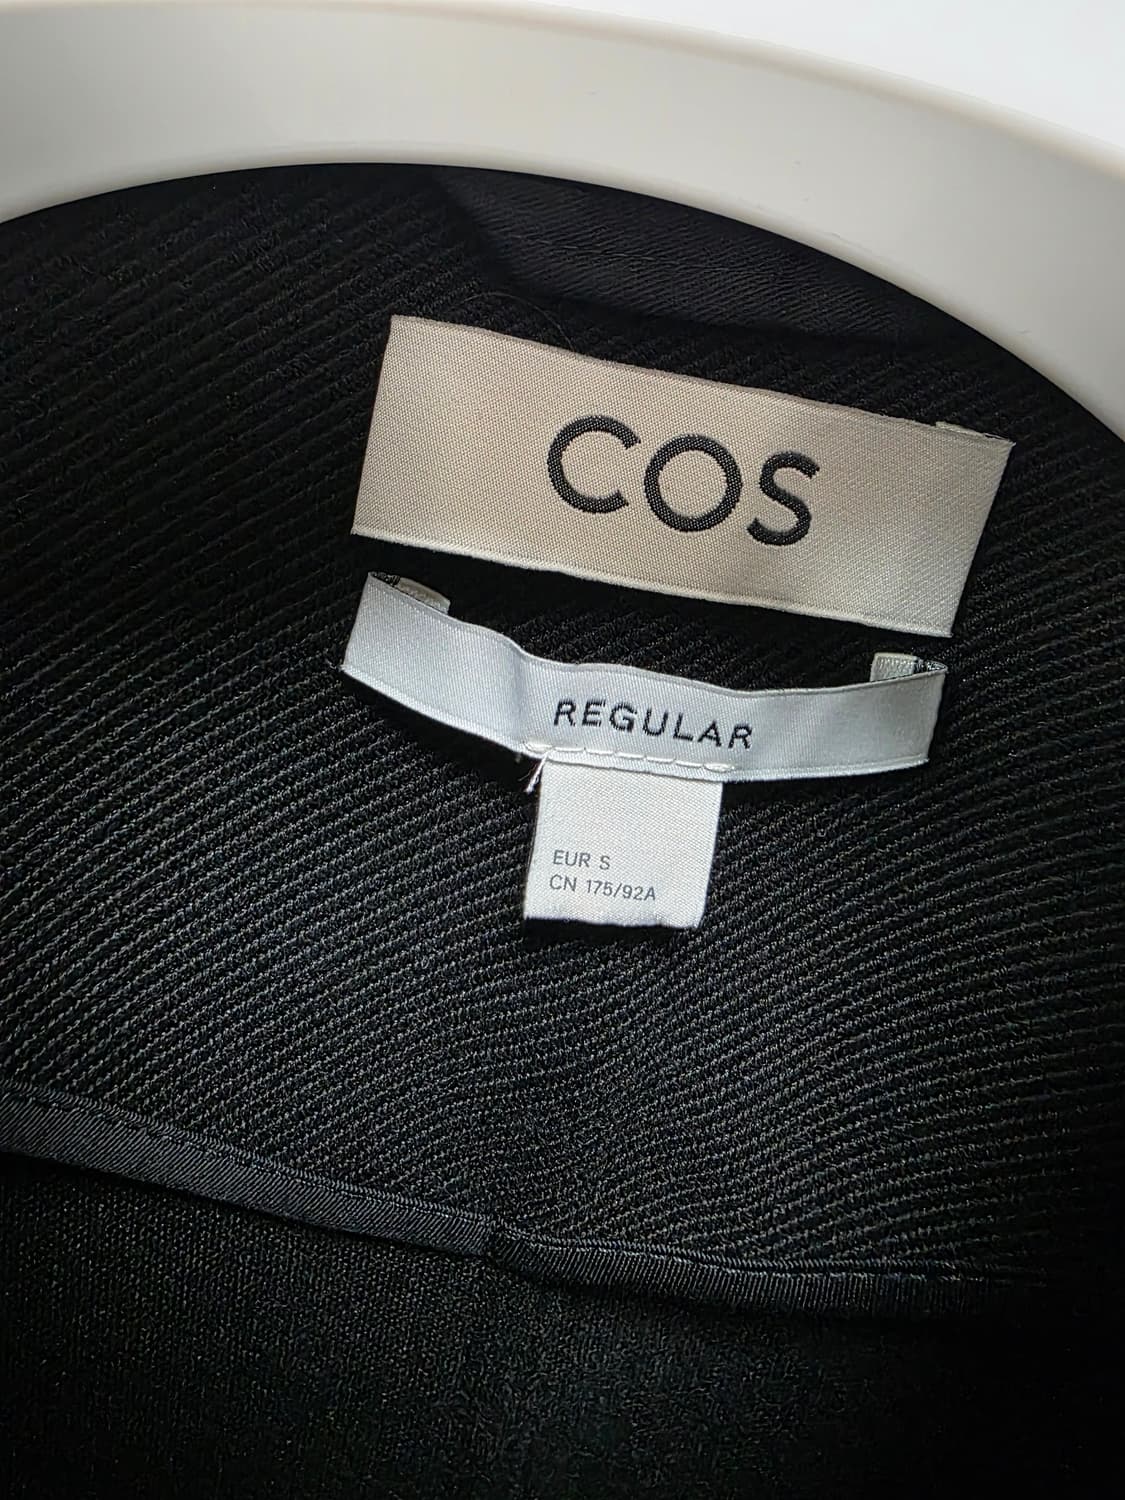 COS
REGULAR
EUR S
CN 175/92A